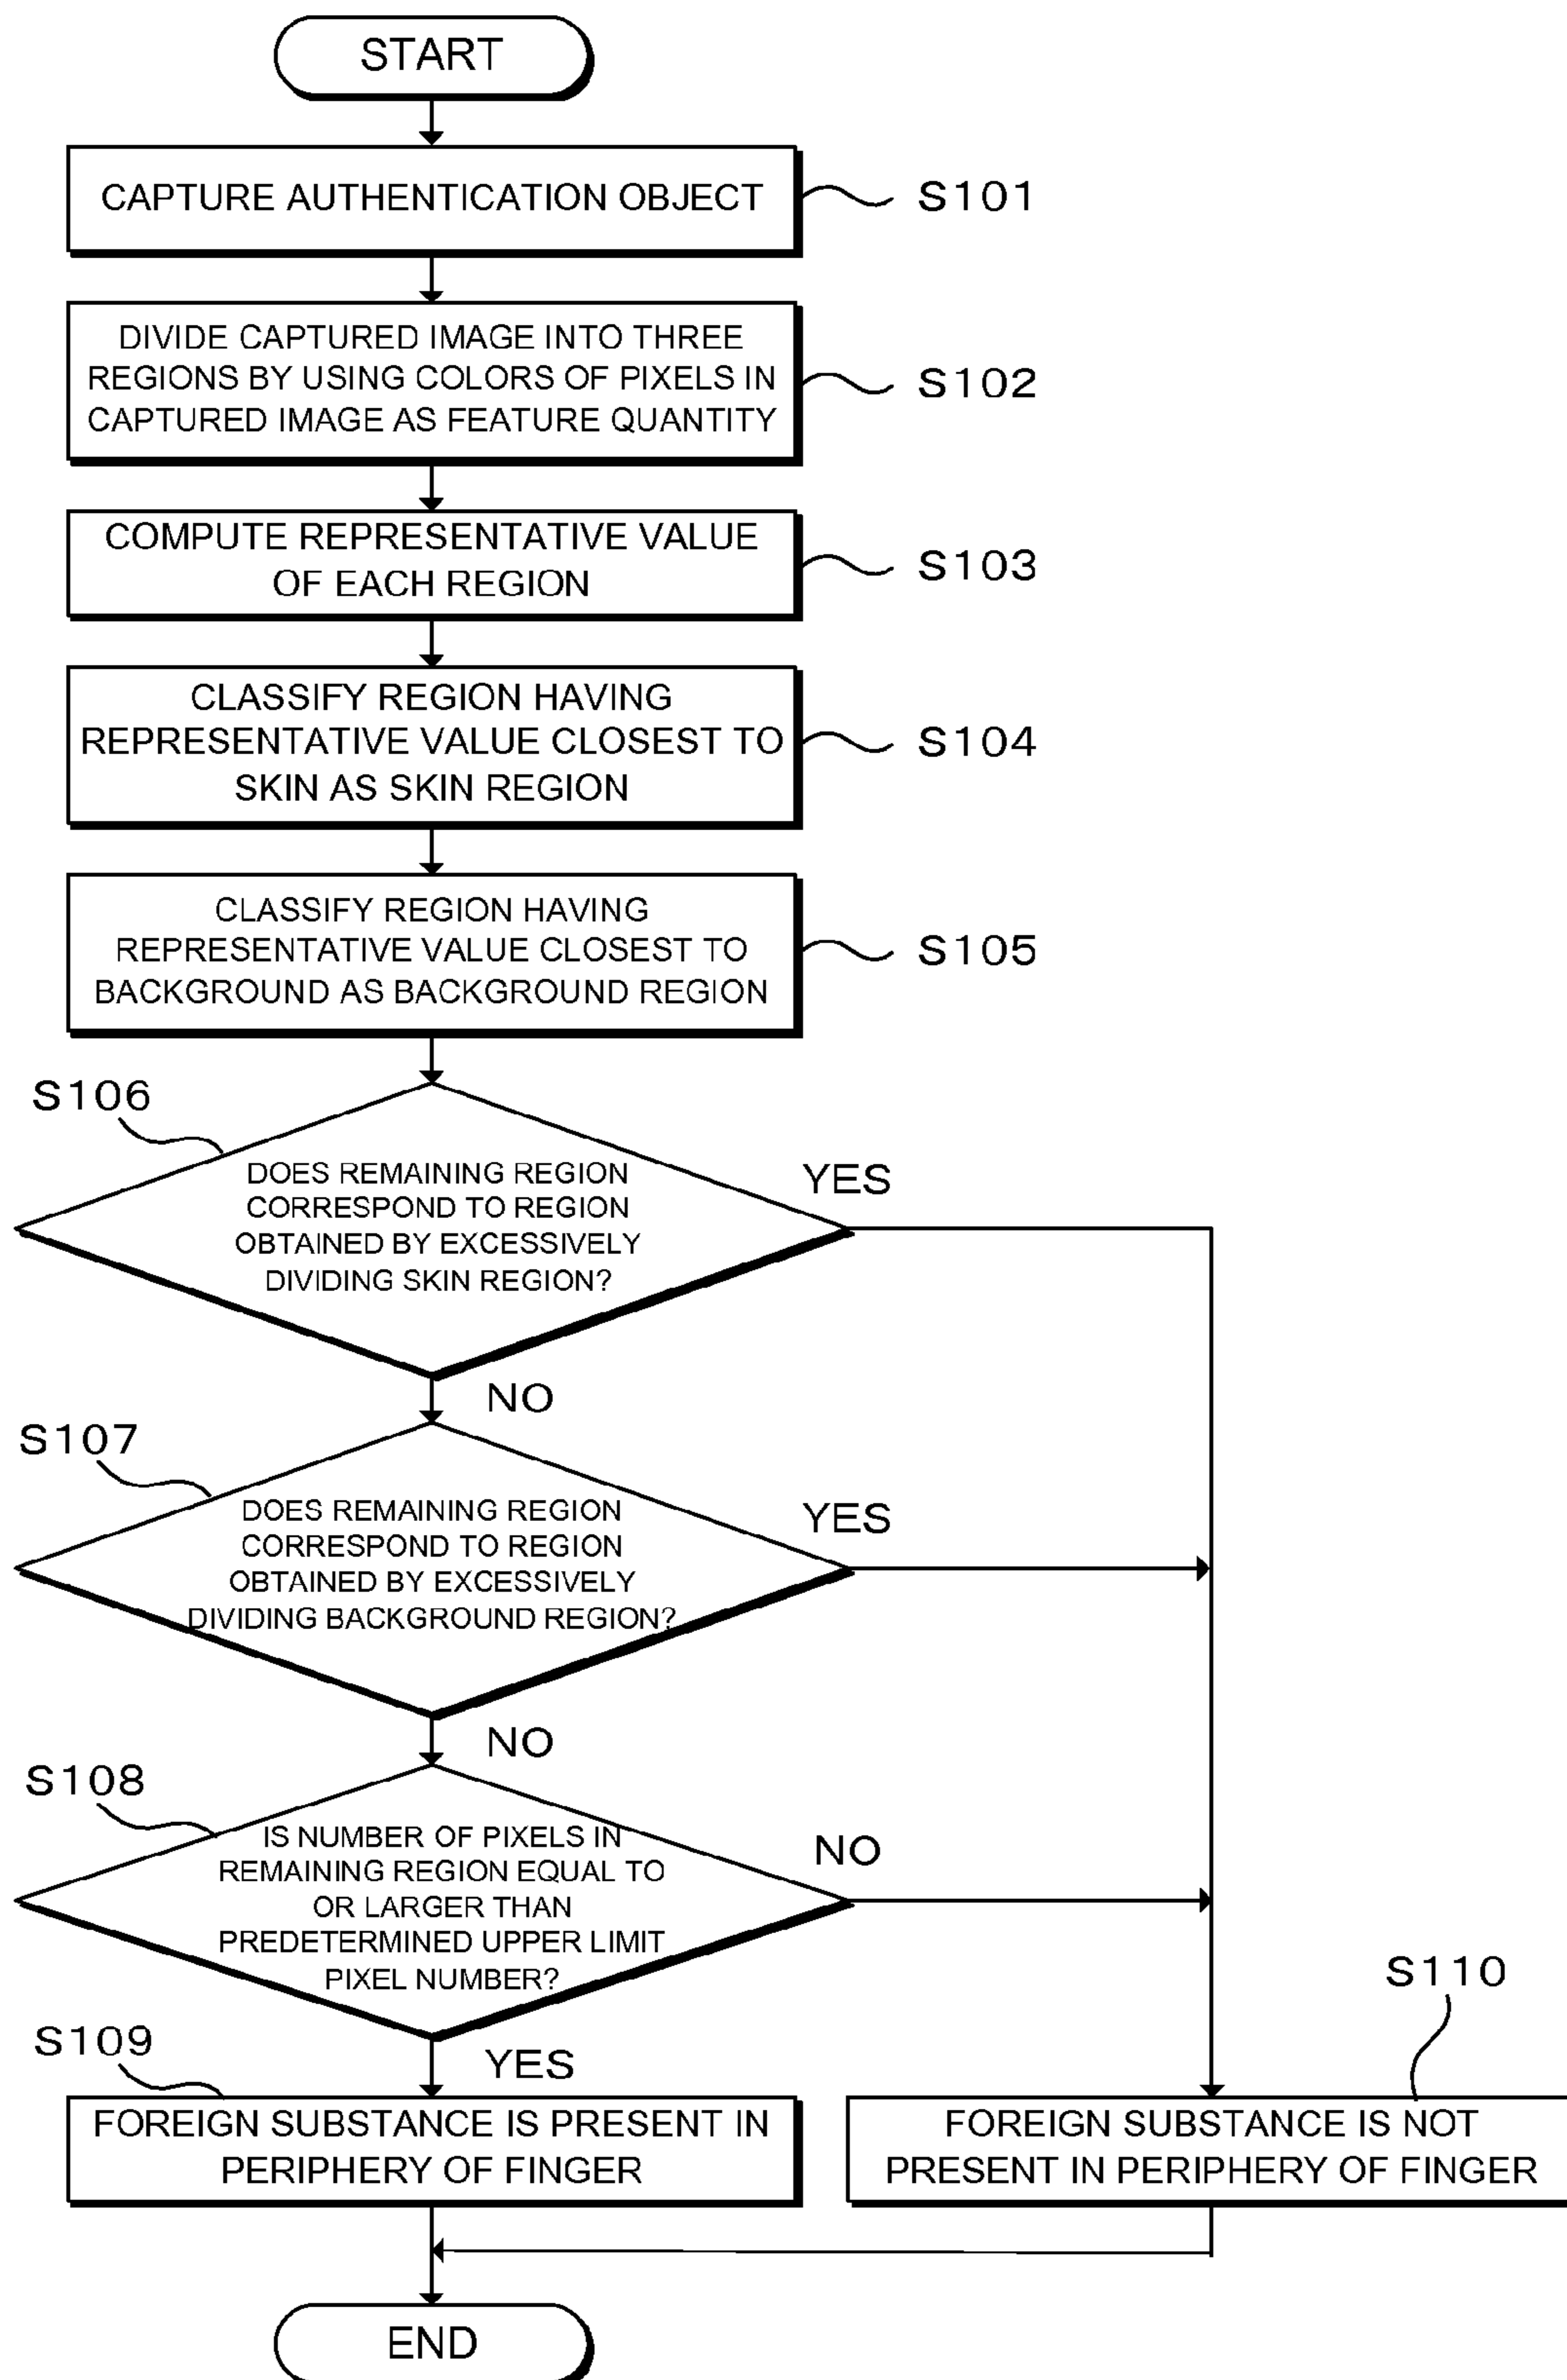 START
CAPTURE AUTHENTICATION OBJECT
S101
DIVIDE CAPTURED IMAGE INTO THREE
REGIONS BY USING COLORS OF PIXELS IN
CAPTURED IMAGE AS FEATURE QUANTITY
S102
COMPUTE REPRESENTATIVE VALUE
OF EACH REGION
S103
CLASSIFY REGION HAVING
REPRESENTATIVE VALUE CLOSEST TO
SKIN AS SKIN REGION
S104
CLASSIFY REGION HAVING
REPRESENTATIVE VALUE CLOSEST TO
BACKGROUND AS BACKGROUND REGION
S105
S106
DOES REMAINING REGION
CORRESPOND TO REGION
OBTAINED BY EXCESSIVELY
DIVIDING SKIN REGION?
YES
NO
S107
DOES REMAINING REGION
CORRESPOND TO REGION
OBTAINED BY EXCESSIVELY
DIVIDING BACKGROUND REGION?
YES
NO
S108
IS NUMBER OF PIXELS IN
REMAINING REGION EQUAL TO
OR LARGER THAN
PREDETERMINED UPPER LIMIT
PIXEL NUMBER?
NO
YES
S109
FOREIGN SUBSTANCE IS PRESENT IN
PERIPHERY OF FINGER
S110
FOREIGN SUBSTANCE IS NOT
PRESENT IN PERIPHERY OF FINGER
END